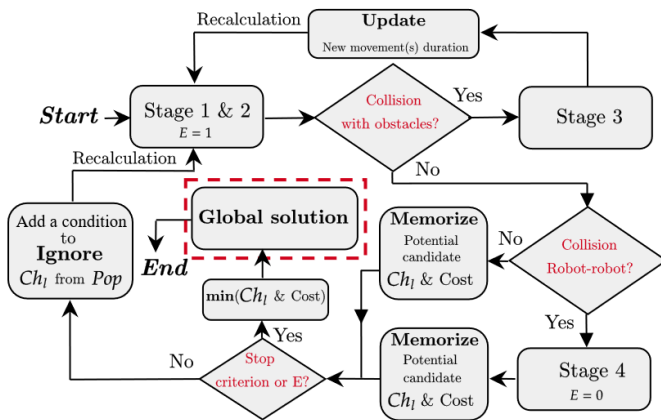 Recalculation
Update
New movement(s) duration
Start
Stage 1 & 2
E = 1
Collision
with obstacles?
Yes
Stage 3
Recalculation
No
Add a condition
to
Ignore
Ch_l from Pop
Global solution
End
Memorize
Potential
candidate
Ch_l & Cost
No
Collision
Robot-robot?
min(Ch_l & Cost)
Yes
Yes
No
Stop
criterion or E?
Memorize
Potential
candidate
Ch_l & Cost
Stage 4
E = 0